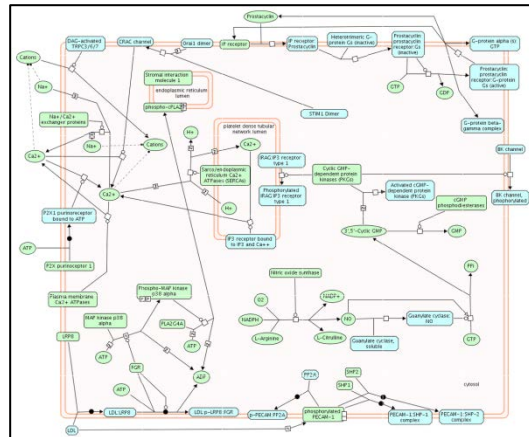 Prostacyclin
DAG-activated
TRPC3/6/7
CRAC channel
Orai1 dimer
IP receptor
IP receptor
Prostacyclin
Heterotrimeric G-
protein Gs (inactive)
Prostacyclin
prostacyclin
receptor Gs
(inactive)
G-protein alpha (s)
GTP
Cations
Na+
Stromal interaction
molecule 1
endoplasmic reticulum
lumen
phospho-cPLA2
Prostacyclin
prostacyclin
receptor G-protein
Gs (active)
GTP
GDP
STIM1 Dimer
G-protein beta-
gamma complex
Na+/Ca2+
exchanger proteins
Na+
Cations
Ca2+
H+
platelet dense tubular
network lumen
Ca2+
Sarco/endoplasmic
reticulum Ca2+
ATPases (SERCAs)
H+
IRAG:IP3 receptor
type 1
Phosphorylated
IRAG:IP3 receptor
type 1
IP3 receptor bound
to IP3 and Ca++
Cyclic GMP-
dependent protein
kinases (PKGs)
Activated cGMP-
dependent protein
kinase (PKGs)
cGMP
phosphodiesterases
3',5'-Cyclic GMP
GMP
BK channel
BK channel,
phosphorylated
Ca2+
P2X1 purinoceptor
bound to ATP
ATP
P2X purinoceptor 1
Plasma membrane
Ca2+ ATPases
LRP8
Phospho-MAP kinase
p38 alpha
MAP kinase p38
alpha
PLA2G4A
ATP
ATP
FGR
ATP
ADP
Nitric oxide synthase
O2
NADPH
NADP+
NO
L-Arginine
L-Citrulline
Guanylate cyclase,
NO
Guanylate cyclase,
soluble
PPi
GTP
cytosol
PP2A
SHP2
SHP1
LDL
LDL:LRP8
LDL p-LRP8 FGR
p-PECAM PP2A
phosphorylated
PECAM-1
PECAM-1:SHP-1
complex
PECAM-1:SHP-2
complex